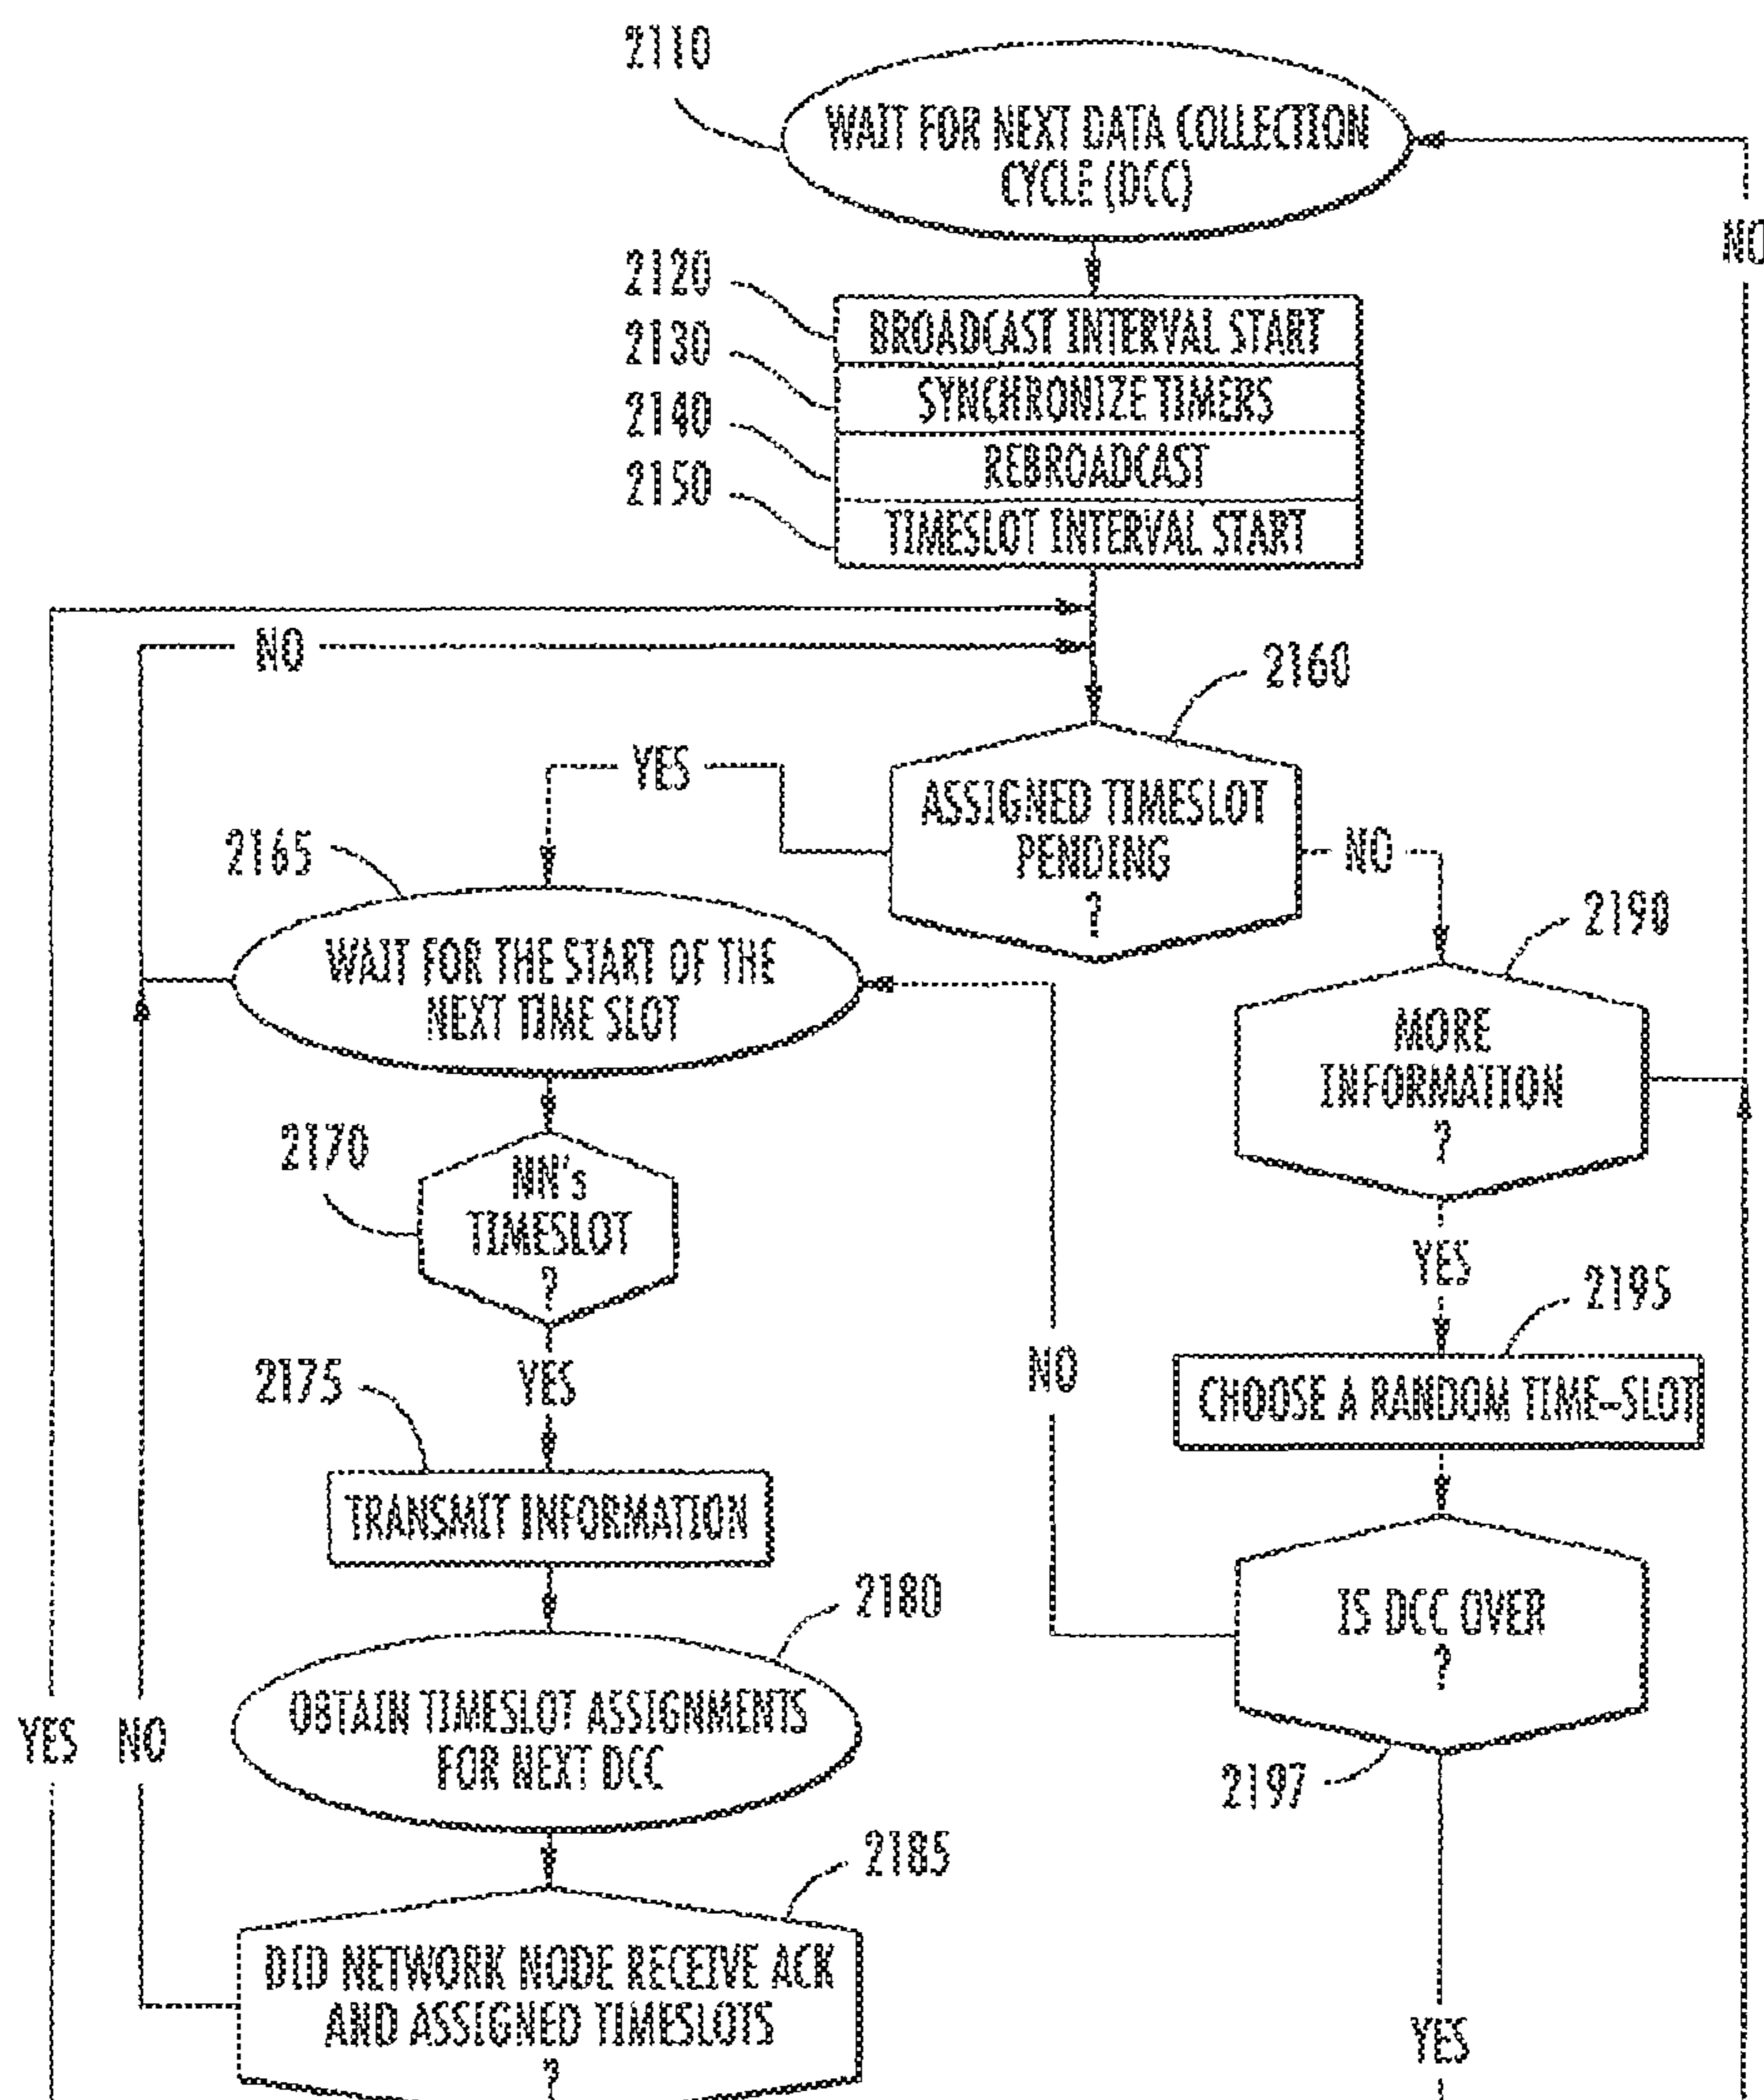 2110
WAIT FOR NEXT DATA COLLECTION
CYCLE (DCC)
NO
2120
BROADCAST INTERVAL START
2130
SYNCHRONIZE TIMERS
2140
REBROADCAST
2150
TIMESLOT INTERVAL START
NO
2160
YES
ASSIGNED TIMESLOT
PENDING
?
NO
2165
WAIT FOR THE START OF THE
NEXT TIME SLOT
2190
MORE
INFORMATION
?
2170
NN's
TIMESLOT
?
YES
2195
CHOOSE A RANDOM TIME-SLOT
NO
YES
2175
TRANSMIT INFORMATION
2180
OBTAIN TIMESLOT ASSIGNMENTS
FOR NEXT DCC
IS DCC OVER
?
2197
YES
NO
2185
DID NETWORK NODE RECEIVE ACK
AND ASSIGNED TIMESLOTS
?
YES